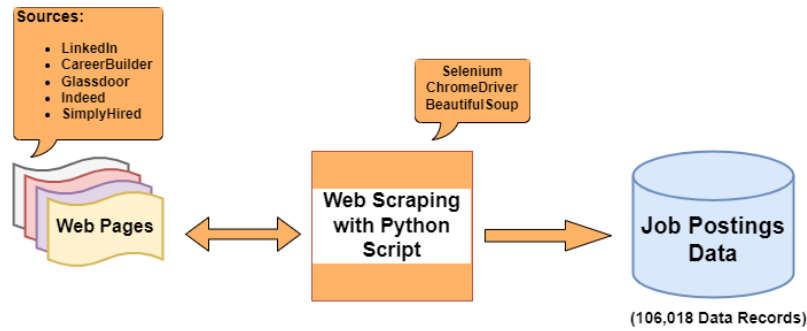 Sources:
LinkedIn
CareerBuilder
Glassdoor
Indeed
SimplyHired
Selenium
ChromeDriver
BeautifulSoup
Web Pages
Web Scraping
with Python
Script
Job Postings
Data
(106,018 Data Records)